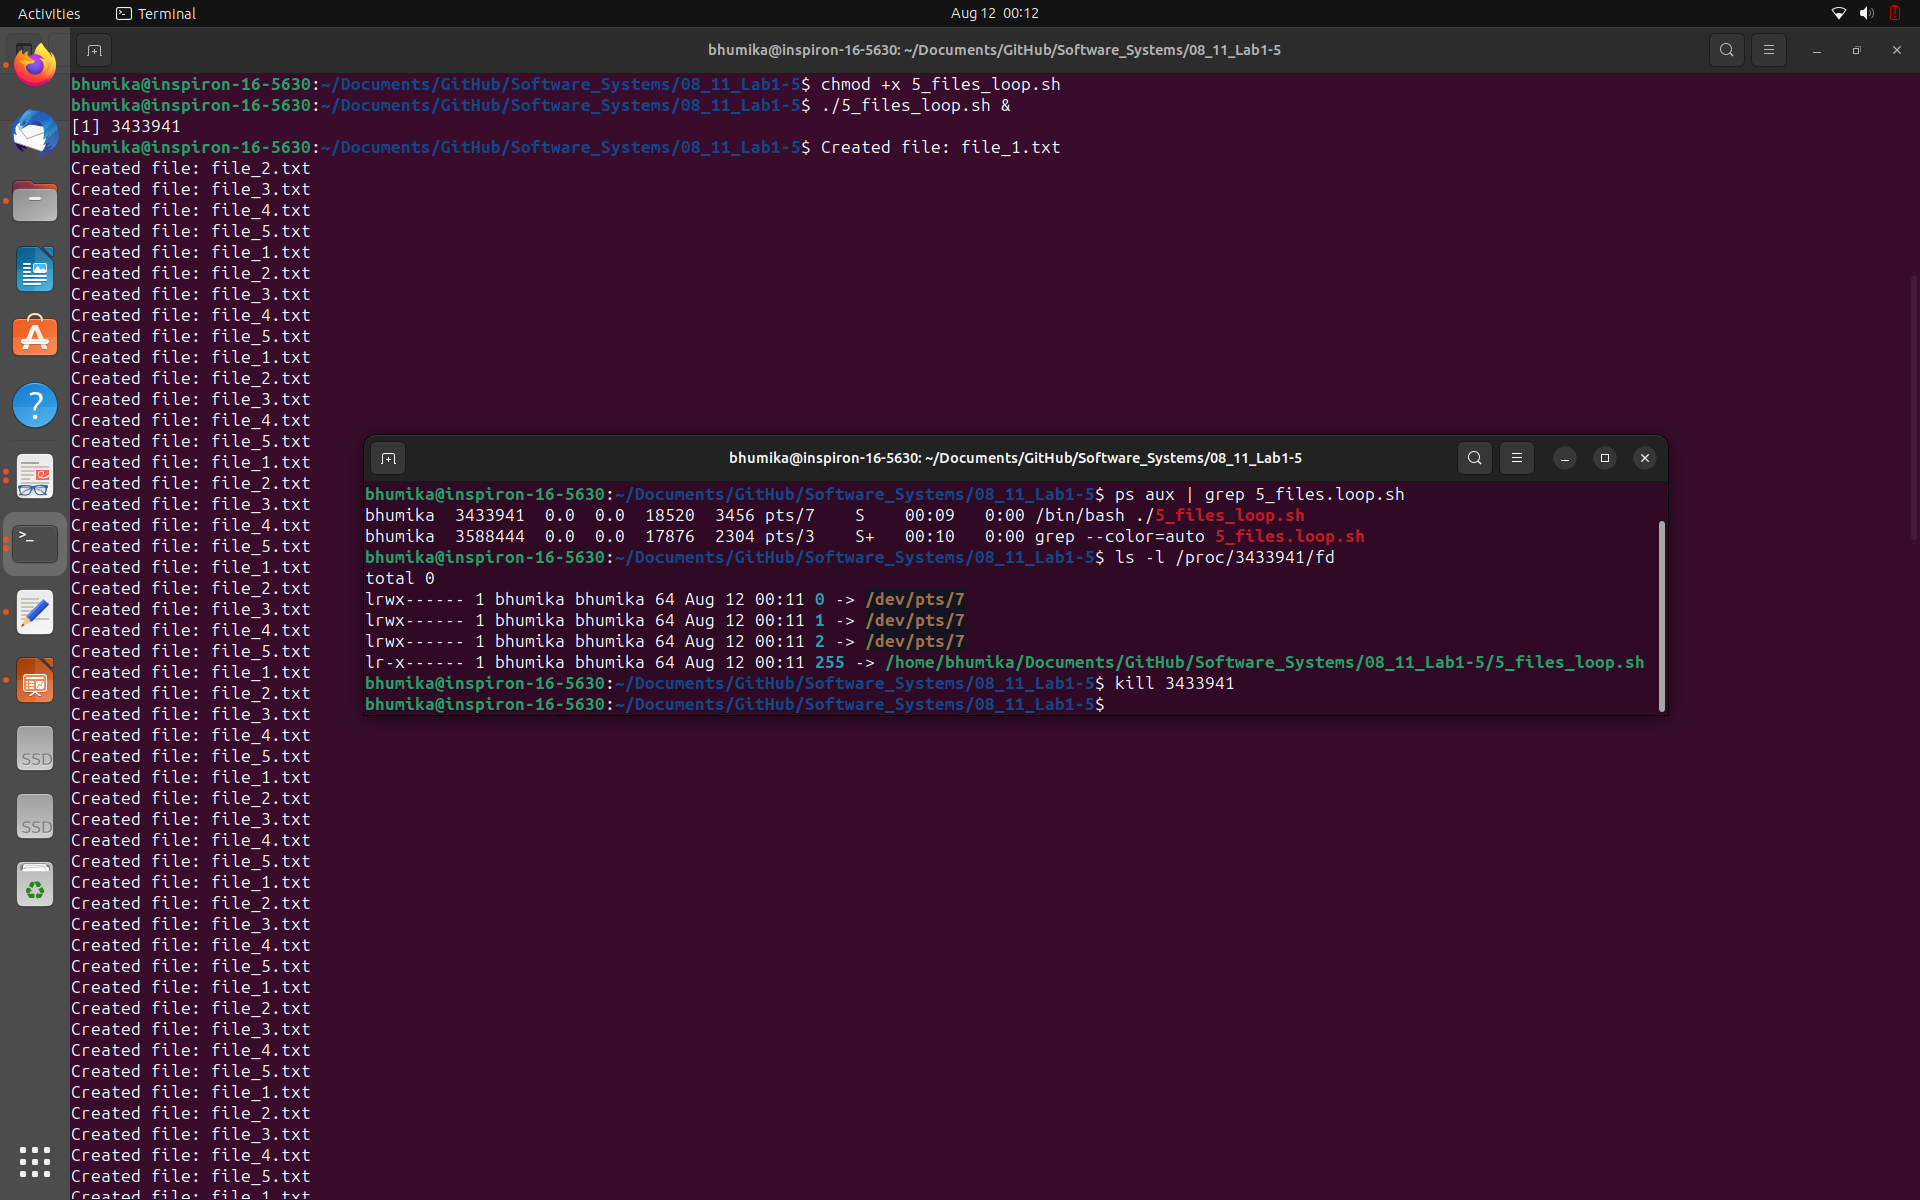 Activities
Terminal
Aug 12 00:12
bhumika@inspiron-16-5630: ~/Documents/GitHub/Software_Systems/08_11_Lab1-5
bhumika@inspiron-16-5630:~/Documents/GitHub/Software_Systems/08_11_Lab1-5$ chmod +x 5_files_loop.sh
bhumika@inspiron-16-5630:~/Documents/GitHub/Software_Systems/08_11_Lab1-5$ ./5_files_loop.sh &
[1] 3433941
bhumika@inspiron-16-5630:~/Documents/GitHub/Software_Systems/08_11_Lab1-5$ Created file: file_1.txt
Created file: file_2.txt
Created file: file_3.txt
Created file: file_4.txt
Created file: file_5.txt
Created file: file_1.txt
Created file: file_2.txt
Created file: file_3.txt
Created file: file_4.txt
Created file: file_5.txt
Created file: file_1.txt
Created file: file_2.txt
Created file: file_3.txt
Created file: file_4.txt
Created file: file_5.txt
Created file: file_1.txt
Created file: file_2.txt
Created file: file_3.txt
Created file: file_4.txt
Created file: file_5.txt
Created file: file_1.txt
Created file: file_2.txt
Created file: file_3.txt
Created file: file_4.txt
Created file: file_5.txt
Created file: file_1.txt
Created file: file_2.txt
Created file: file_3.txt
Created file: file_4.txt
Created file: file_5.txt
Created file: file_1.txt
Created file: file_2.txt
Created file: file_3.txt
Created file: file_4.txt
Created file: file_5.txt
Created file: file_1.txt
Created file: file_2.txt
Created file: file_3.txt
Created file: file_4.txt
Created file: file_5.txt
Created file: file_1.txt
Created file: file_2.txt
Created file: file_3.txt
Created file: file_4.txt
Created file: file_5.txt
Created file: file_1.txt
Created file: file_2.txt
Created file: file_3.txt
Created file: file_4.txt
Created file: file_5.txt
Created file: file_1.txt
bhumika@inspiron-16-5630: ~/Documents/GitHub/Software_Systems/08_11_Lab1-5
bhumika@inspiron-16-5630:~/Documents/GitHub/Software_Systems/08_11_Lab1-5$ ps aux | grep 5_files.loop.sh
bhumika  3433941  0.0  0.0  18520  3456 pts/7    S    00:09   0:00 /bin/bash ./5_files_loop.sh
bhumika  3588444  0.0  0.0  17876  2304 pts/3    S+   00:10   0:00 grep --color=auto 5_files.loop.sh
bhumika@inspiron-16-5630:~/Documents/GitHub/Software_Systems/08_11_Lab1-5$ ls -l /proc/3433941/fd
total 0
lrwx------ 1 bhumika bhumika 64 Aug 12 00:11 0 -> /dev/pts/7
lrwx------ 1 bhumika bhumika 64 Aug 12 00:11 1 -> /dev/pts/7
lrwx------ 1 bhumika bhumika 64 Aug 12 00:11 2 -> /dev/pts/7
lr-x------ 1 bhumika bhumika 64 Aug 12 00:11 255 -> /home/bhumika/Documents/GitHub/Software_Systems/08_11_Lab1-5/5_files_loop.sh
bhumika@inspiron-16-5630:~/Documents/GitHub/Software_Systems/08_11_Lab1-5$ kill 3433941
bhumika@inspiron-16-5630:~/Documents/GitHub/Software_Systems/08_11_Lab1-5$
SSD
SSD